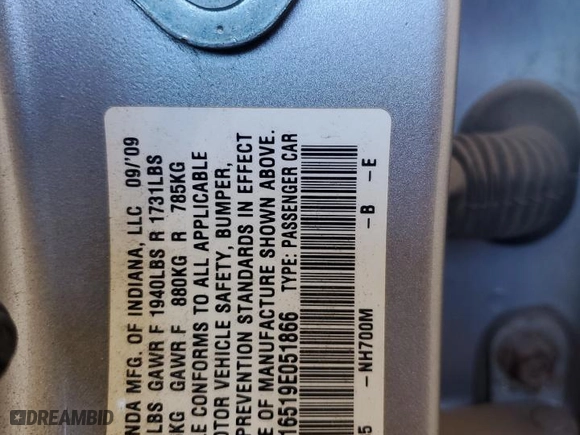 NDA MFG. OF INDIANA, LLC 09/'09
LBS GAWR F 1940LBS R 1731LBS
KG GAWR F 880KG R 785KG
E CONFORMS TO ALL APPLICABLE
OTOR VEHICLE SAFETY, BUMPER,
PREVENTION STANDARDS IN EFFECT
E OF MANUFACTURE SHOWN ABOVE.
16519E051866 TYPE: PASSENGER CAR
5 -NH700M -B -E
DREAMBID